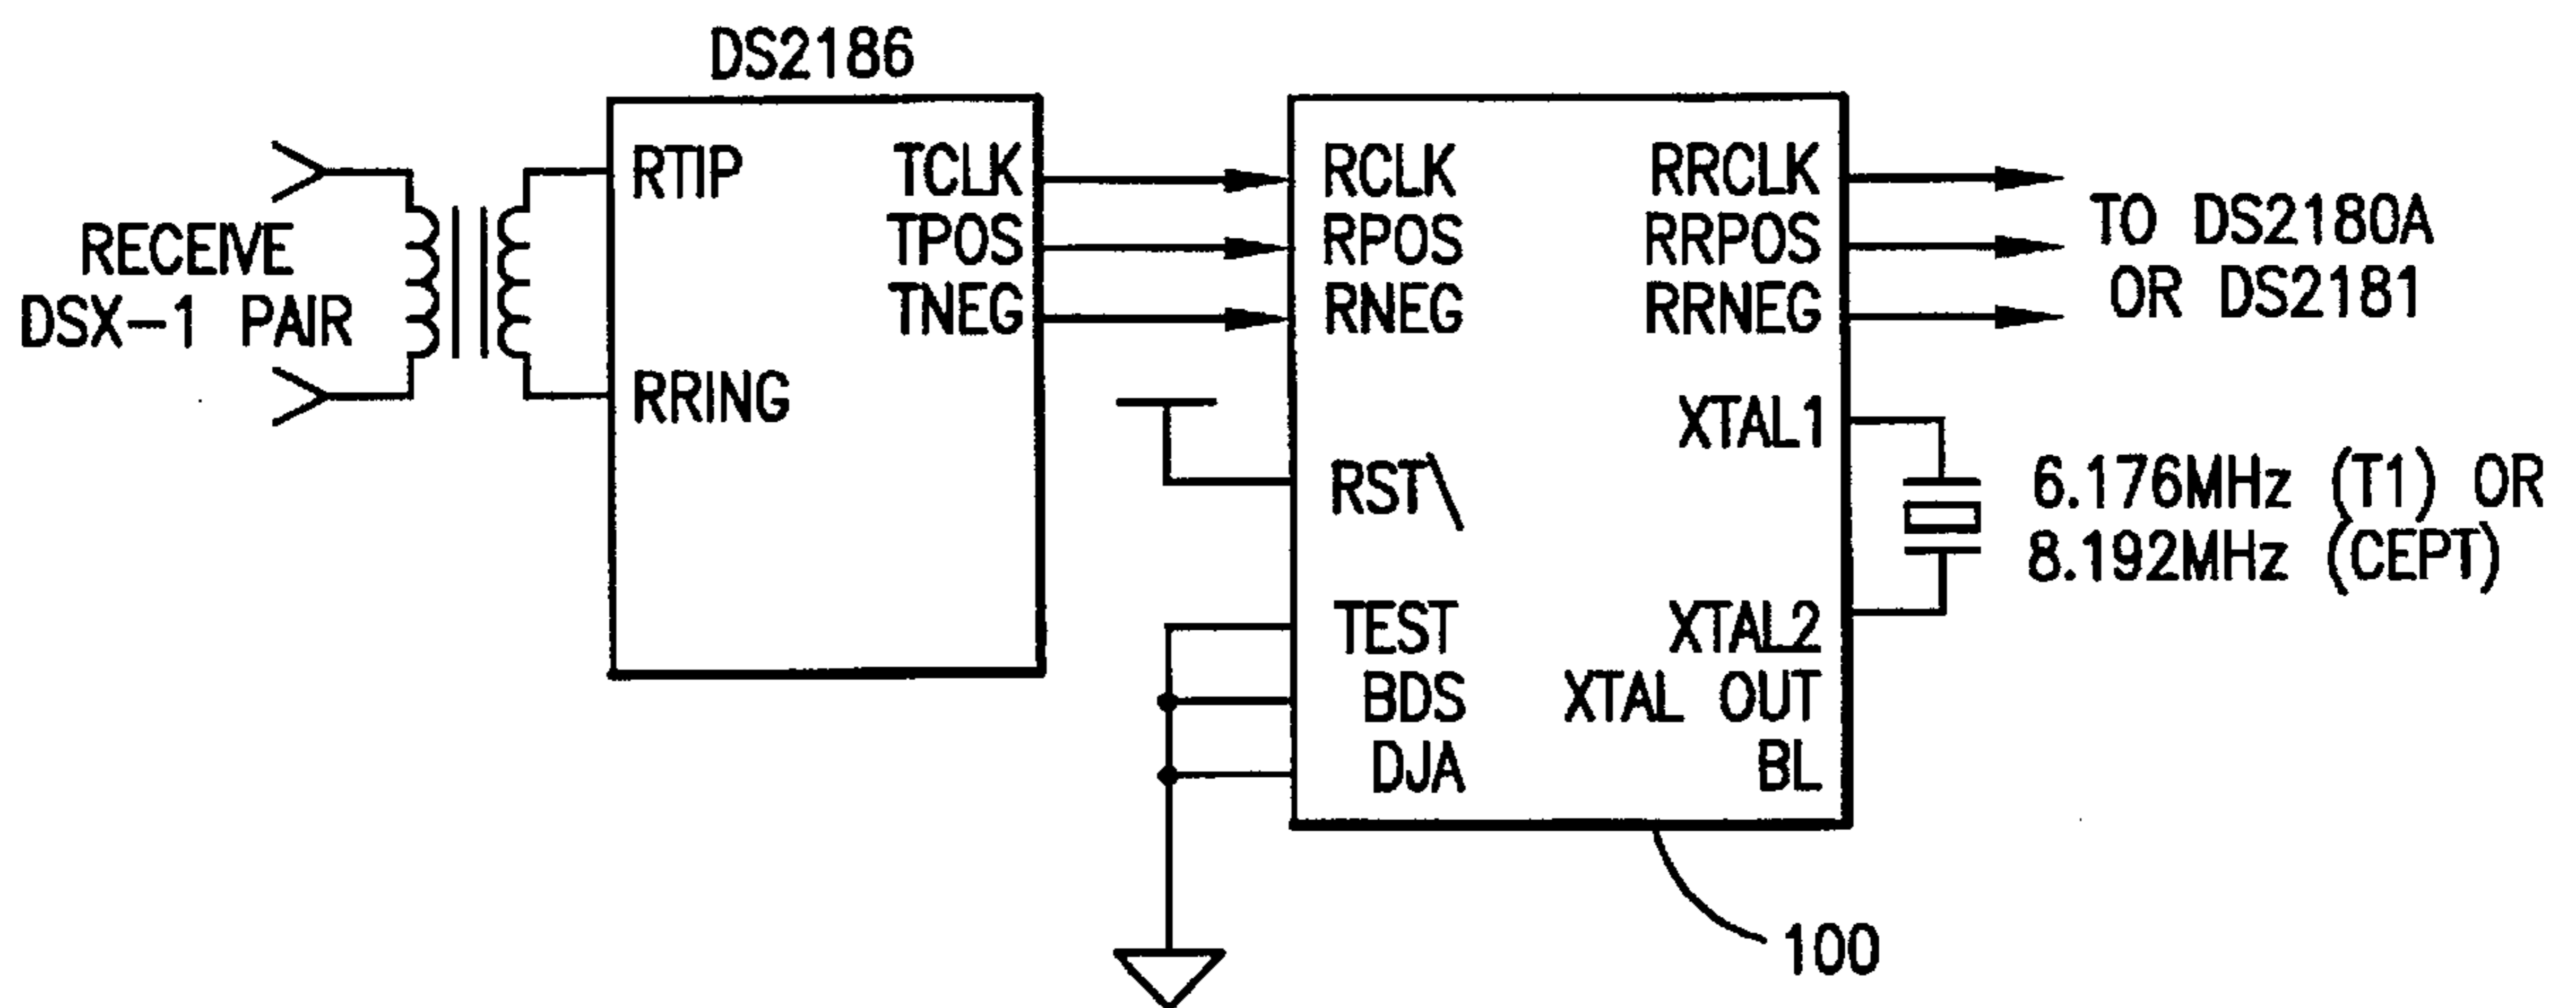 DS2186
RECEIVE
DSX-1 PAIR
RTIP
RRING
TCLK
TPOS
TNEG
RCLK
RPOS
RNEG
RST\
TEST
BDS
DJA
RRCLK
RRPOS
RRNEG
XTAL1
XTAL2
XTAL OUT
BL
TO DS2180A
OR DS2181
6.176MHz (T1) OR
8.192MHz (CEPT)
100